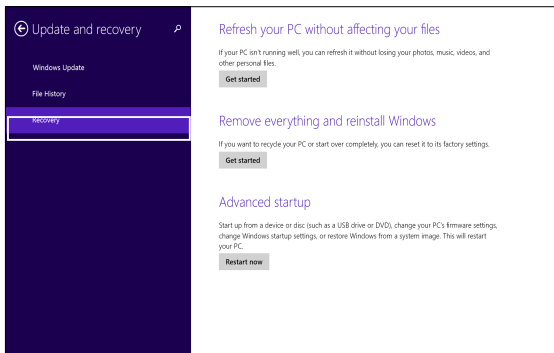 Update and recovery
Windows Update
File History
Recovery
Refresh your PC without affecting your files
If your PC isn't running well, you can refresh it without losing your photos, music, videos, and
other personal files.
Get started
Remove everything and reinstall Windows
If you want to recycle your PC or start over completely, you can reset it to its factory settings.
Get started
Advanced startup
Start up from a device or disc (such as a USB drive or DVD), change your PC's firmware settings,
change Windows startup settings, or restore Windows from a system image. This will restart
your PC.
Restart now